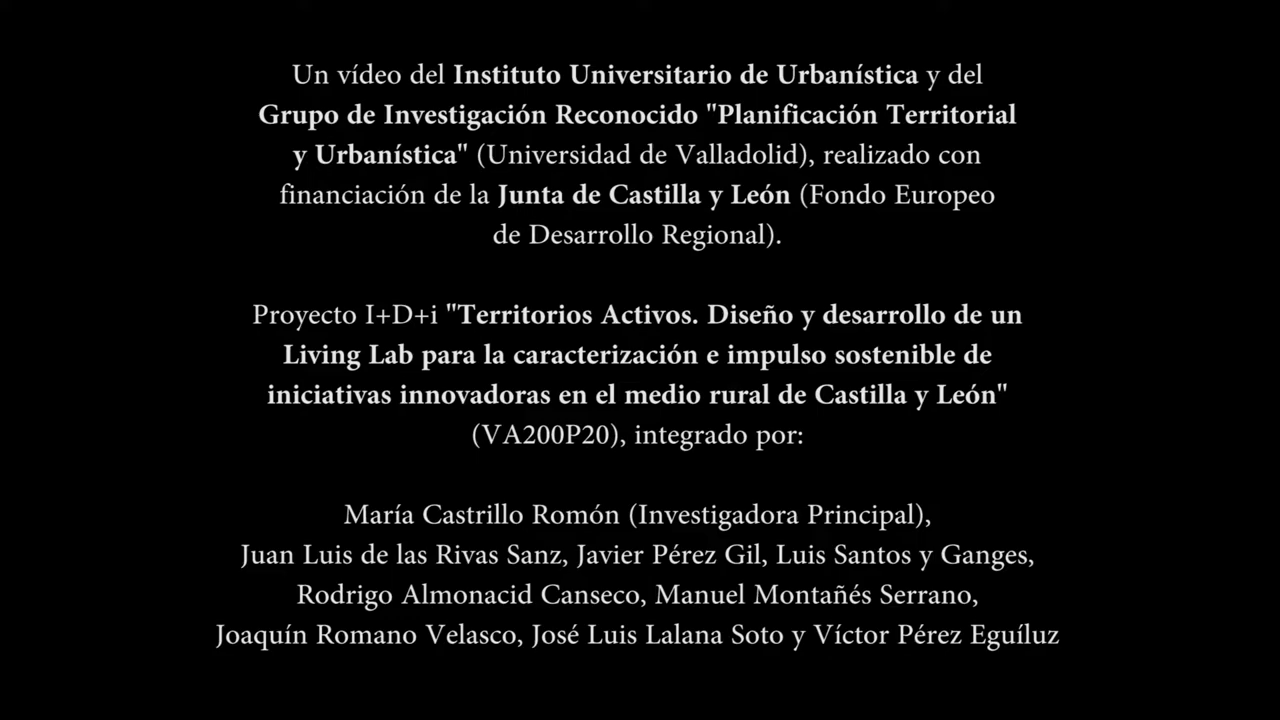 Un vídeo del Instituto Universitario de Urbanística y del
Grupo de Investigación Reconocido "Planificación Territorial
y Urbanística" (Universidad de Valladolid), realizado con
financiación de la Junta de Castilla y León (Fondo Europeo
de Desarrollo Regional).
Proyecto I+D+i "Territorios Activos. Diseño y desarrollo de un
Living Lab para la caracterización e impulso sostenible de
iniciativas innovadoras en el medio rural de Castilla y León"
(VA200P20), integrado por:
María Castrillo Romón (Investigadora Principal),
Juan Luis de las Rivas Sanz, Javier Pérez Gil, Luis Santos y Ganges,
Rodrigo Almonacid Canseco, Manuel Montañés Serrano,
Joaquín Romano Velasco, José Luis Lalana Soto y Víctor Pérez Eguíluz